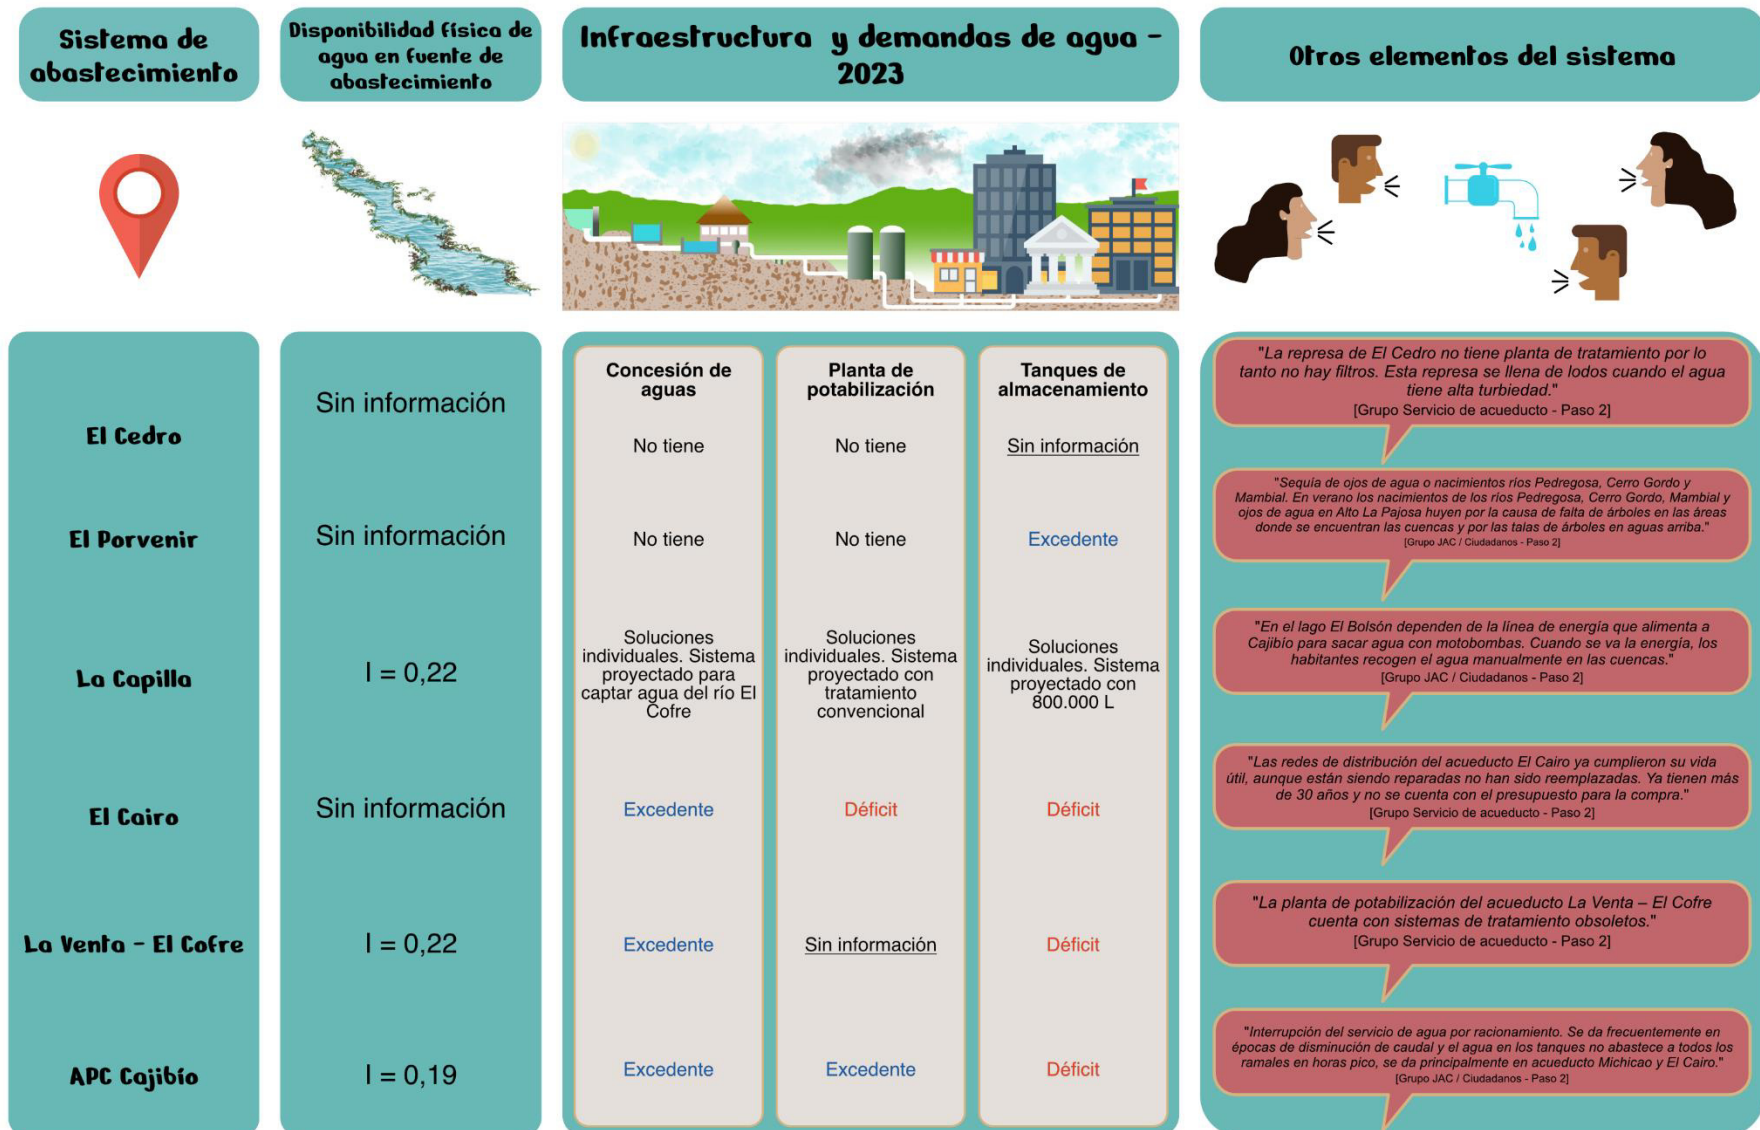 Sistema de
abastecimiento
Disponibilidad física de
agua en fuente de
abastecimiento
Infraestructura y demandas de agua -
2023
Otros elementos del sistema
El Cedro
Sin información
Concesión de
aguas
No tiene
Planta de
potabilización
No tiene
Tanques de
almacenamiento
Sin información
"La represa de El Cedro no tiene planta de tratamiento por lo
tanto no hay filtros. Esta represa se llena de lodos cuando el agua
tiene alta turbiedad."
[Grupo Servicio de acueducto - Paso 2]
El Porvenir
Sin información
No tiene
No tiene
Excedente
"Sequía de ojos de agua o nacimientos ríos Pedregosa, Cerro Gordo y
Mambial. En verano los nacimientos de los ríos Pedregosa, Cerro Gordo, Mambial y
ojos de agua en Alto La Pajosa huyen por la causa de falta de árboles en las áreas
donde se encuentran las cuencas y por las talas de árboles en aguas arriba."
[Grupo JAC / Ciudadanos - Paso 2]
La Capilla
I = 0,22
Soluciones
individuales. Sistema
proyectado para
captar agua del río El
Cofre
Soluciones
individuales. Sistema
proyectado con
tratamiento
convencional
Soluciones
individuales. Sistema
proyectado con
800.000 L
"En el lago El Bolsón dependen de la línea de energía que alimenta a
Cajibío para sacar agua con motobombas. Cuando se va la energía, los
habitantes recogen el agua manualmente en las cuencas."
[Grupo JAC / Ciudadanos - Paso 2]
El Cairo
Sin información
Excedente
Déficit
Déficit
"Las redes de distribución del acueducto El Cairo ya cumplieron su vida
útil, aunque están siendo reparadas no han sido reemplazadas. Ya tienen más
de 30 años y no se cuenta con el presupuesto para la compra."
[Grupo Servicio de acueducto - Paso 2]
La Venta - El Cofre
I = 0,22
Excedente
Sin información
Déficit
"La planta de potabilización del acueducto La Venta – El Cofre
cuenta con sistemas de tratamiento obsoletos."
[Grupo Servicio de acueducto - Paso 2]
APC Cajibío
I = 0,19
Excedente
Excedente
Déficit
"Interrupción del servicio de agua por racionamiento. Se da frecuentemente en
épocas de disminución de caudal y el agua en los tanques no abastece a todos los
ramales en horas pico, se da principalmente en acueducto Michicao y El Cairo."
[Grupo JAC / Ciudadanos - Paso 2]